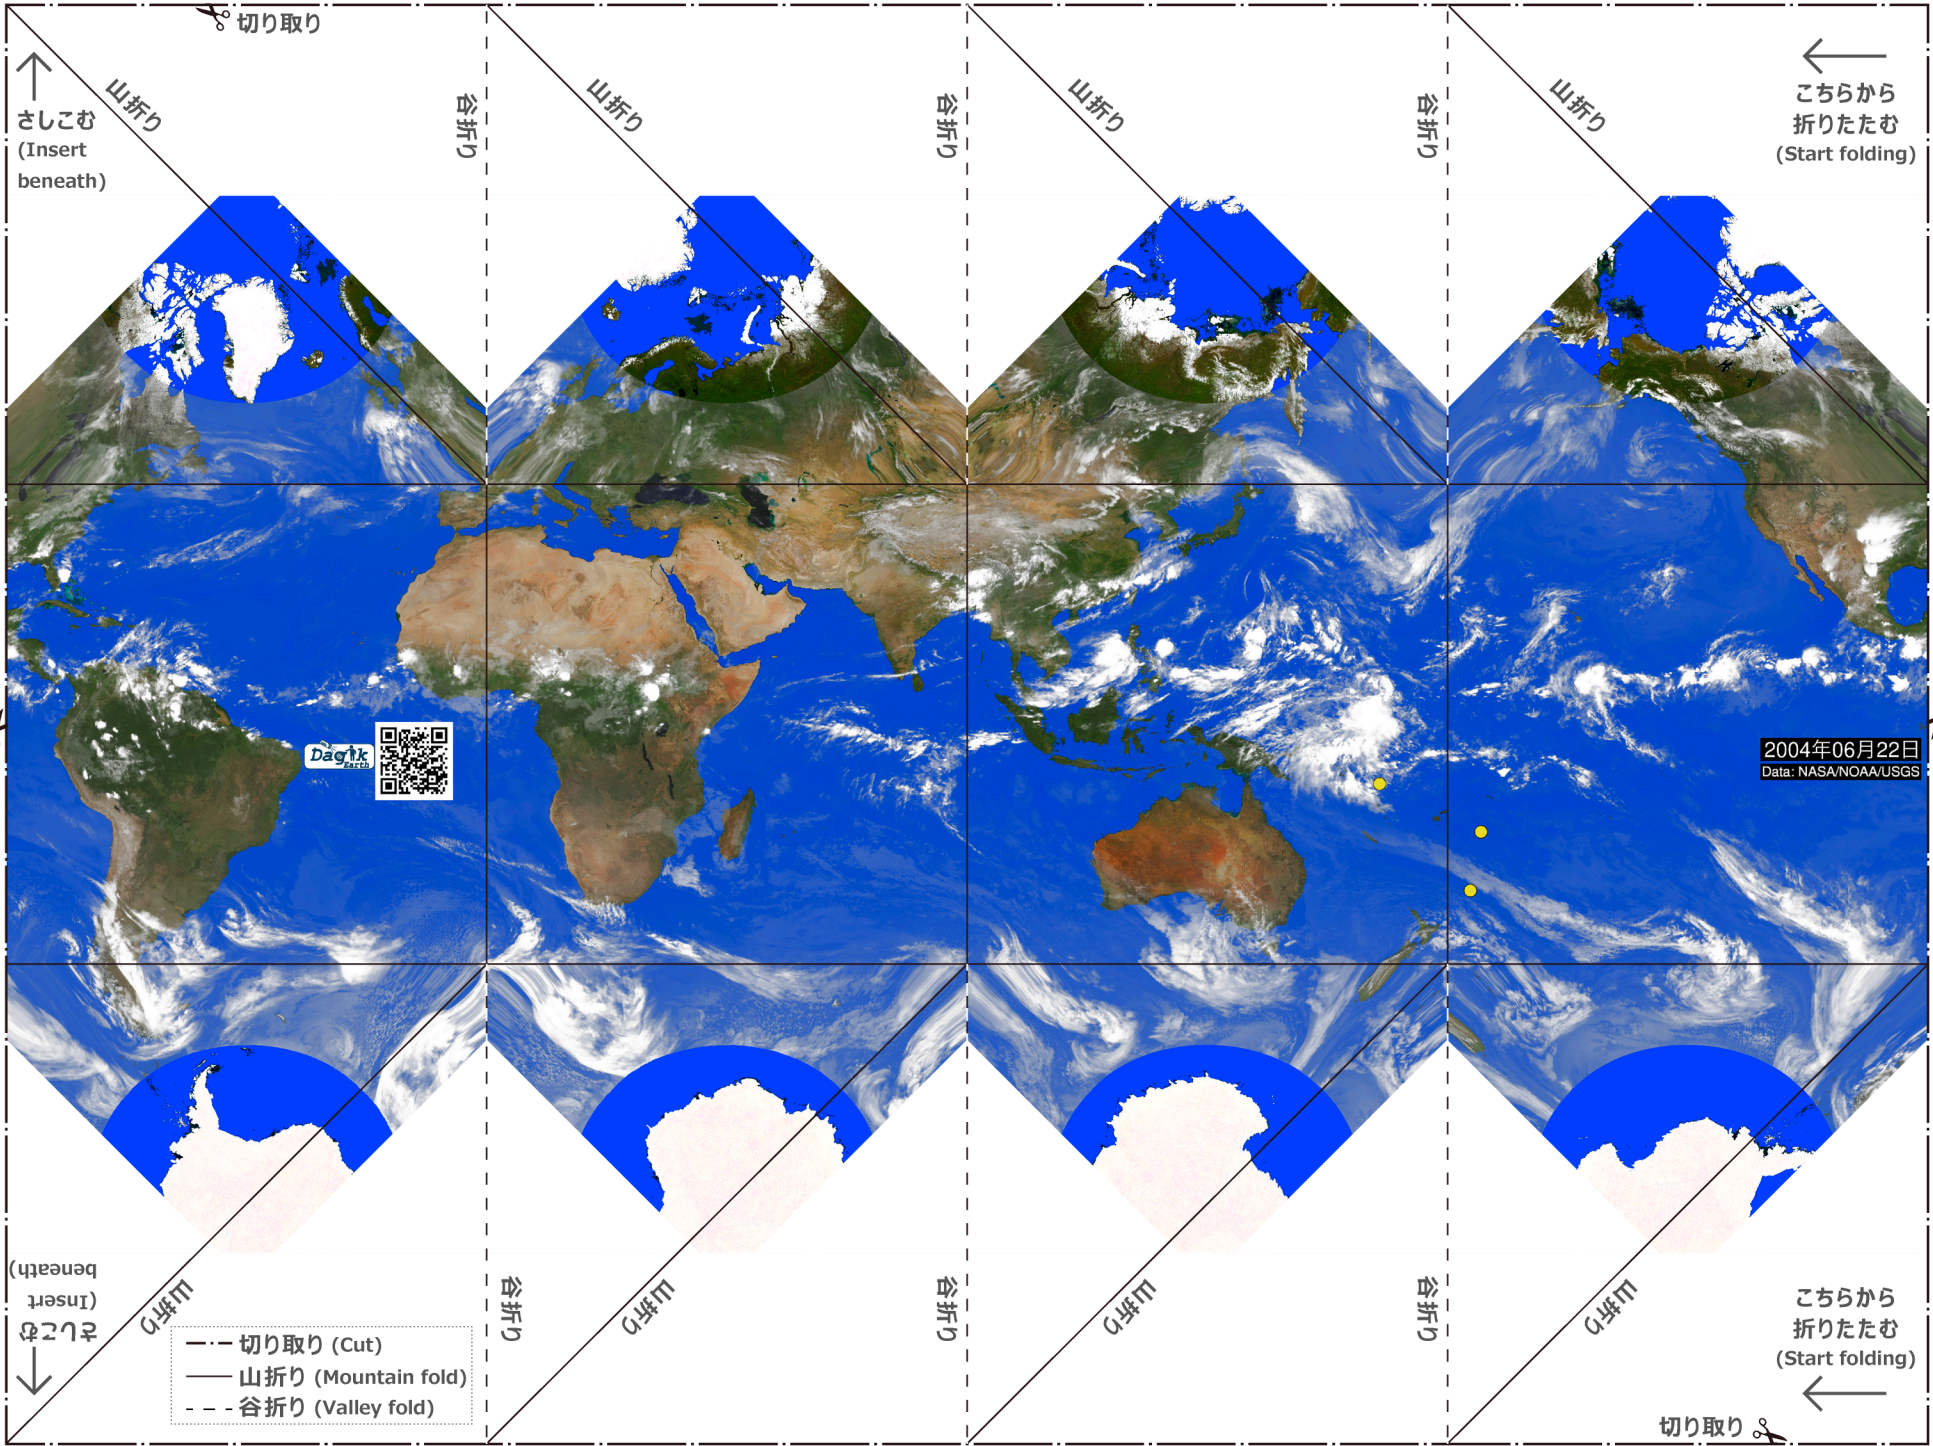 切り取り
山折り
谷折り
山折り
谷折り
山折り
谷折り
山折り
さしこむ
(Insert
beneath)
こちらから
折りたたむ
(Start folding)
Dagik
Earth
2004年06月22日
Data: NASA/NOAA/USGS
さしこむ
(Insert
beneath)
山折り
谷折り
山折り
谷折り
山折り
谷折り
山折り
こちらから
折りたたむ
(Start folding)
切り取り (Cut)
山折り (Mountain fold)
谷折り (Valley fold)
切り取り